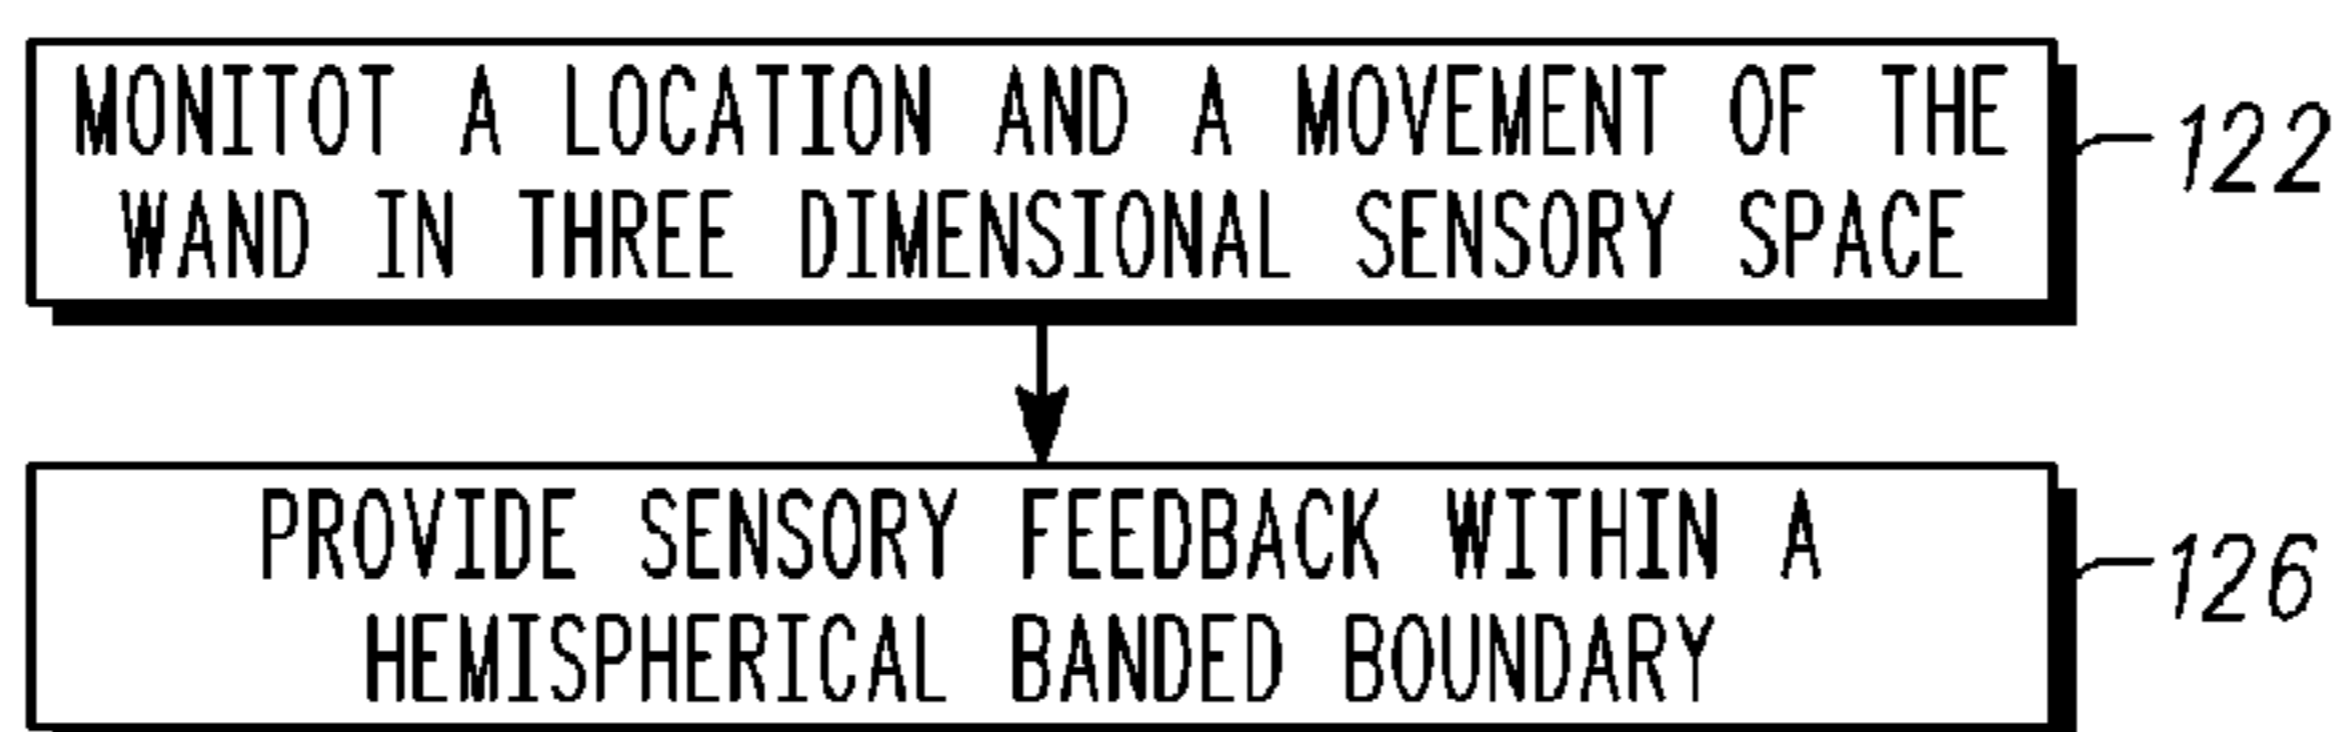 MONITOT A LOCATION AND A MOVEMENT OF THE
WAND IN THREE DIMENSIONAL SENSORY SPACE
122
PROVIDE SENSORY FEEDBACK WITHIN A
HEMISPHERICAL BANDED BOUNDARY
126